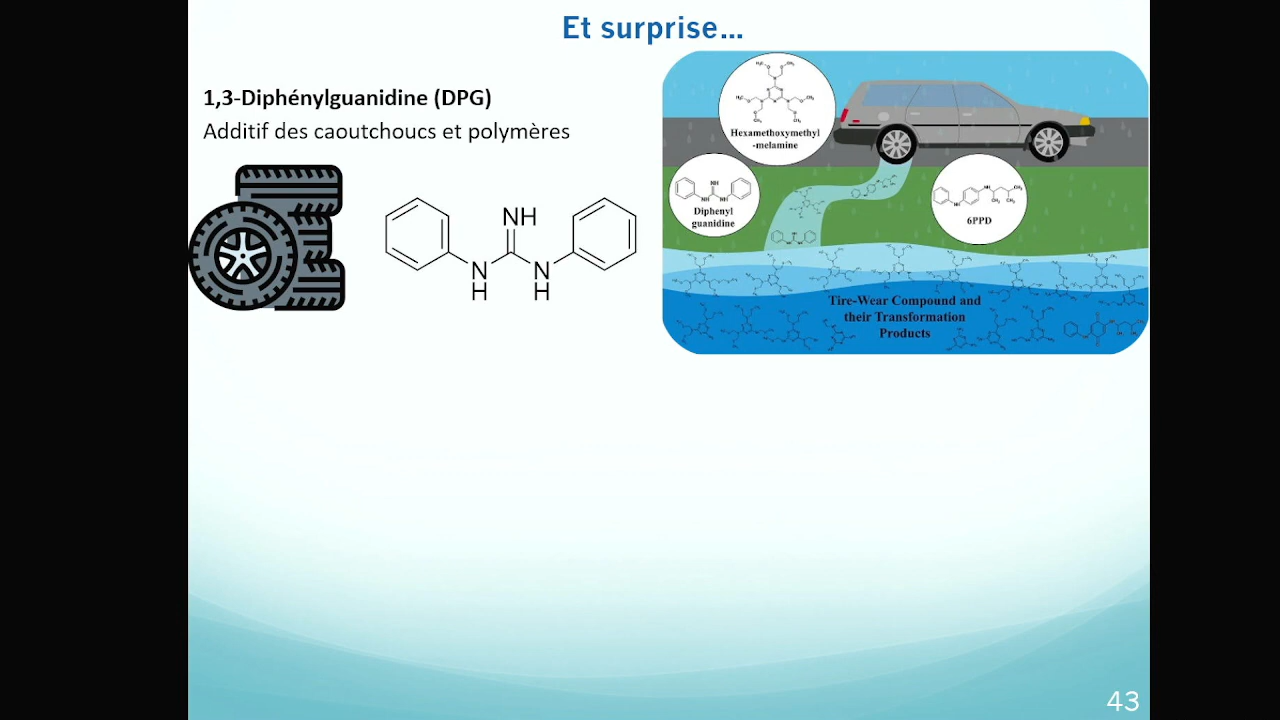 Et surprise...
1,3-Diphénylguanidine (DPG)
Additif des caoutchoucs et polymères
NH
N
H
N
H
Hexamethoxymethyl
-melamine
Diphenyl
guanidine
6PPD
Tire-Wear Compound and
their Transformation
Products
43